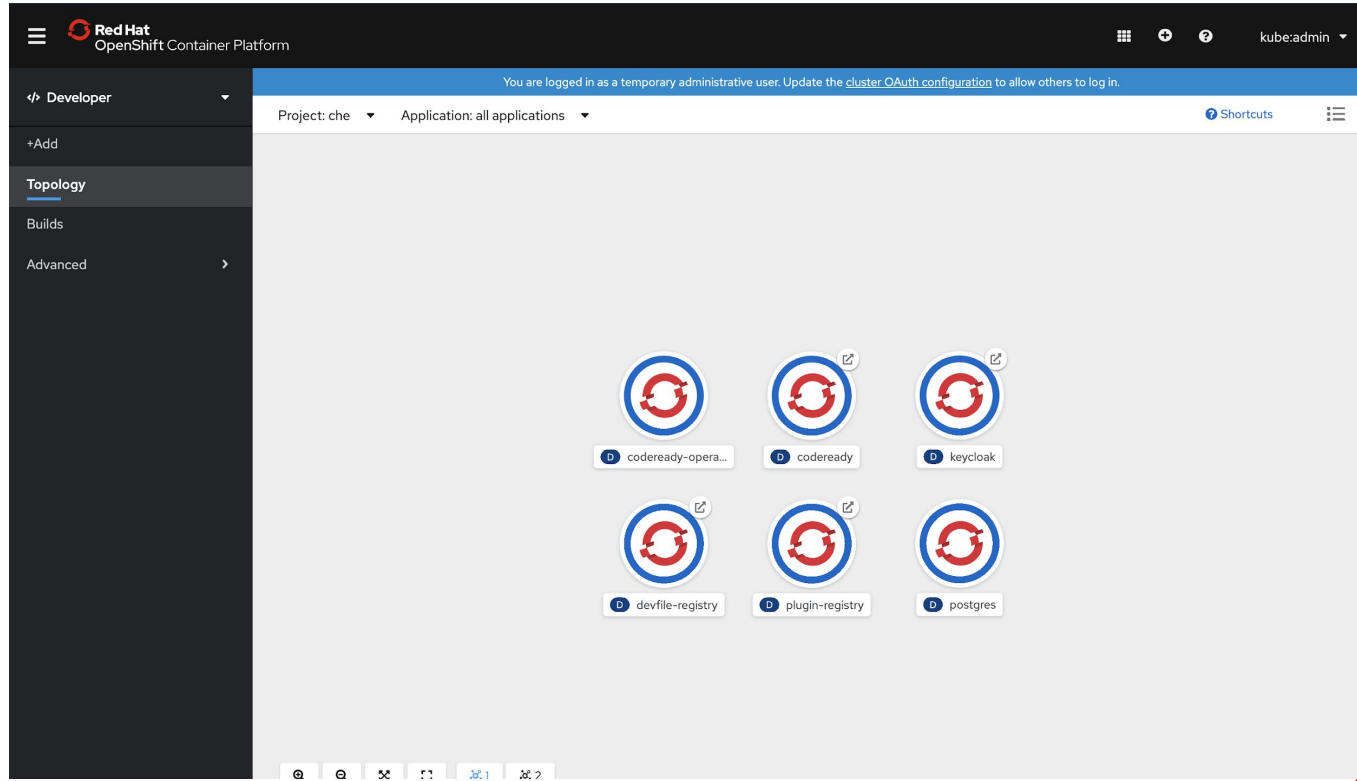 Red Hat
OpenShift Container Platform
kube:admin
You are logged in as a temporary administrative user. Update the cluster OAuth configuration to allow others to log in.
Developer
Project: che
Application: all applications
Shortcuts
+Add
Topology
Builds
Advanced
D codeready-opera...
D codeready
D keycloak
D devfile-registry
D plugin-registry
D postgres
1
2